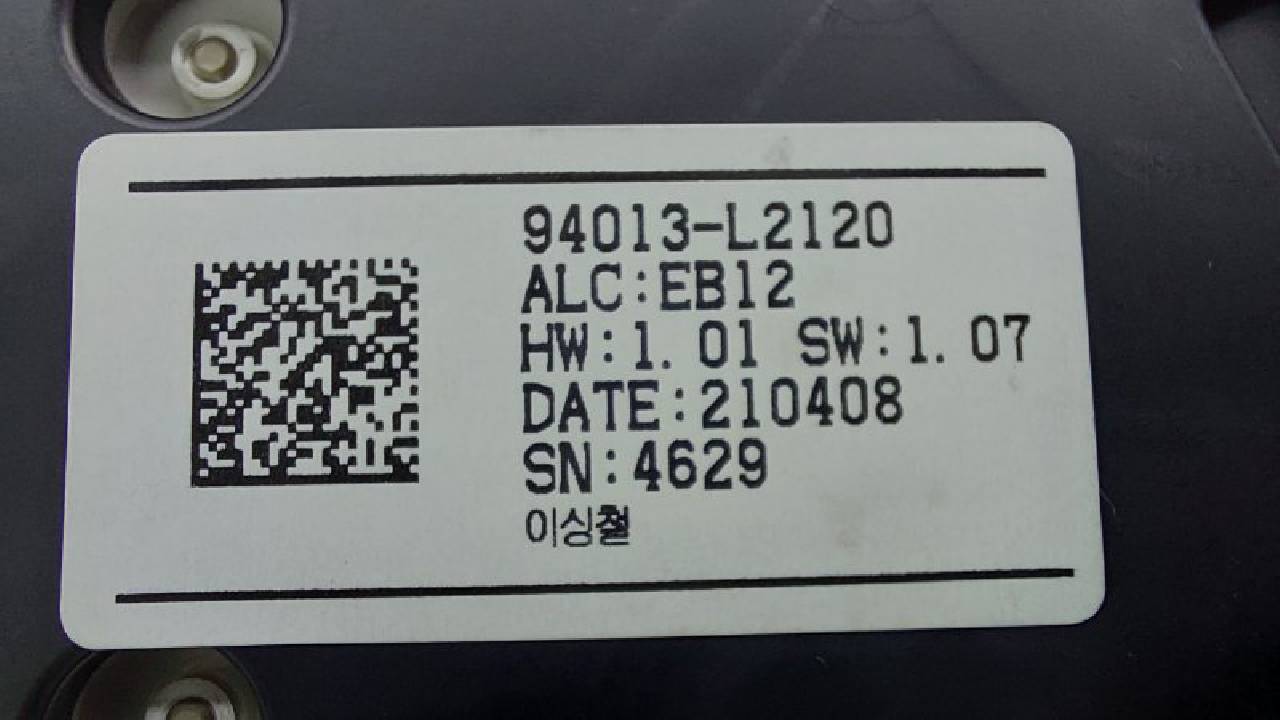 94013-L2120
ALC:EB12
HW:1.01 SW:1.07
DATE:210408
SN:4629
이싱철